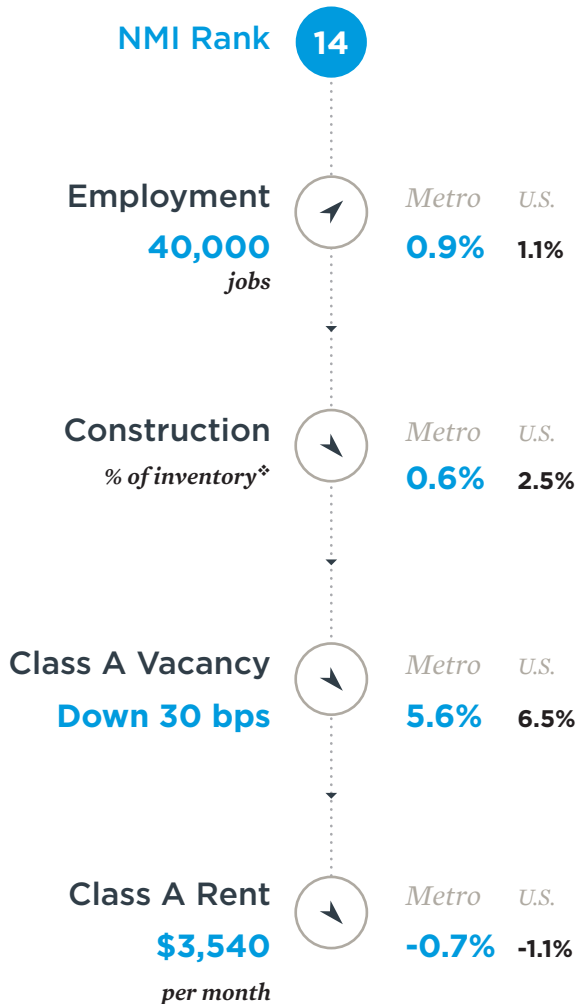 NMI Rank 14
Employment Metro U.S.
40,000 0.9% 1.1%
jobs
Construction Metro U.S.
% of inventory❖ 0.6% 2.5%
Class A Vacancy Metro U.S.
Down 30 bps 5.6% 6.5%
Class A Rent Metro U.S.
$3,540 -0.7% -1.1%
per month